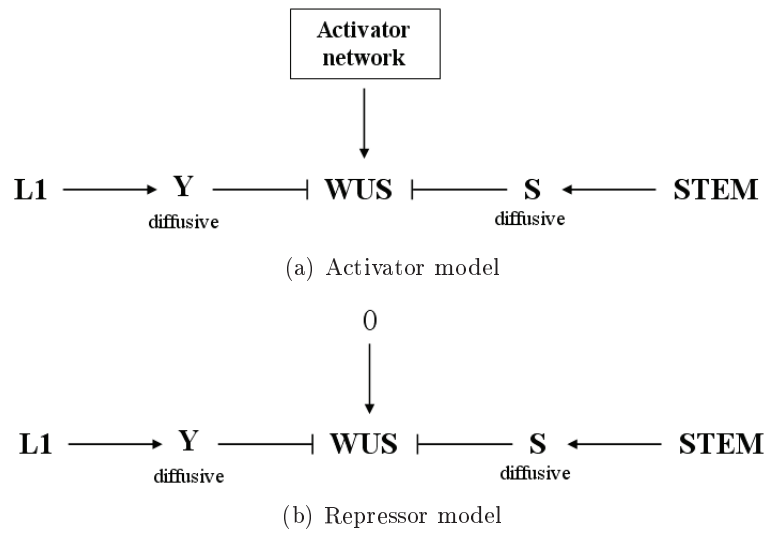 Activator
network
L1 Y WUS S STEM
diffusive diffusive
(a) Activator model
0
L1 Y WUS S STEM
diffusive diffusive
(b) Repressor model